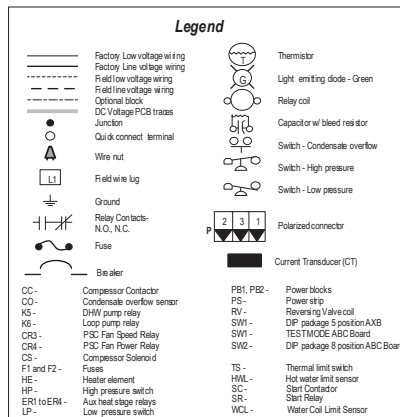 Legend
Factory Low voltage wiring
Factory Line voltage wiring
Field low voltage wiring
Field line voltage wiring
Optional block
DC Voltage PCB traces
Junction
Quick connect terminal
Wire nut
L1
Field wire lug
Ground
Relay Contacts-
N.O., N.C.
Fuse
Breaker
T
Thermistor
G
Light emitting diode - Green
Relay coil
Capacitor w/ bleed resistor
Switch - Condensate overflow
Switch - High pressure
Switch - Low pressure
2 3 1
P
Polarized connector
Current Transducer (CT)
CC - Compressor Contactor
CO - Condensate overflow sensor
K5 - DHW pump relay
K6 - Loop pump relay
CR3 - PSC Fan Speed Relay
CR4 - PSC Fan Power Relay
CS - Compressor Solenoid
F1 and F2 - Fuses
HE - Heater element
HP - High pressure switch
ER1 to ER4 - Aux heat stage relays
LP - Low pressure switch
PB1, PB2 - Power blocks
PS - Power strip
RV - Reversing Valve coil
SW1 - DIP package 5 position AXB
SW1 - TEST MODE ABC Board
SW2 - DIP package 8 position ABC Board
TS - Thermal limit switch
HWL - Hot water limit sensor
SC - Start Contactor
SR - Start Relay
WCL - Water Coil Limit Sensor